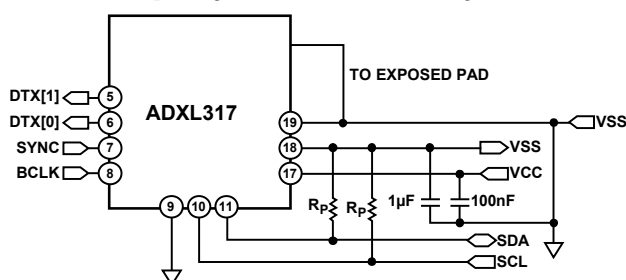 TO EXPOSED PAD
DTX[1]
5
ADXL317
DTX[0]
6
19
VSS
SYNC
7
18
VSS
BCLK
8
17
VCC
9
10
11
RP
RP
1µF
100nF
SDA
SCL